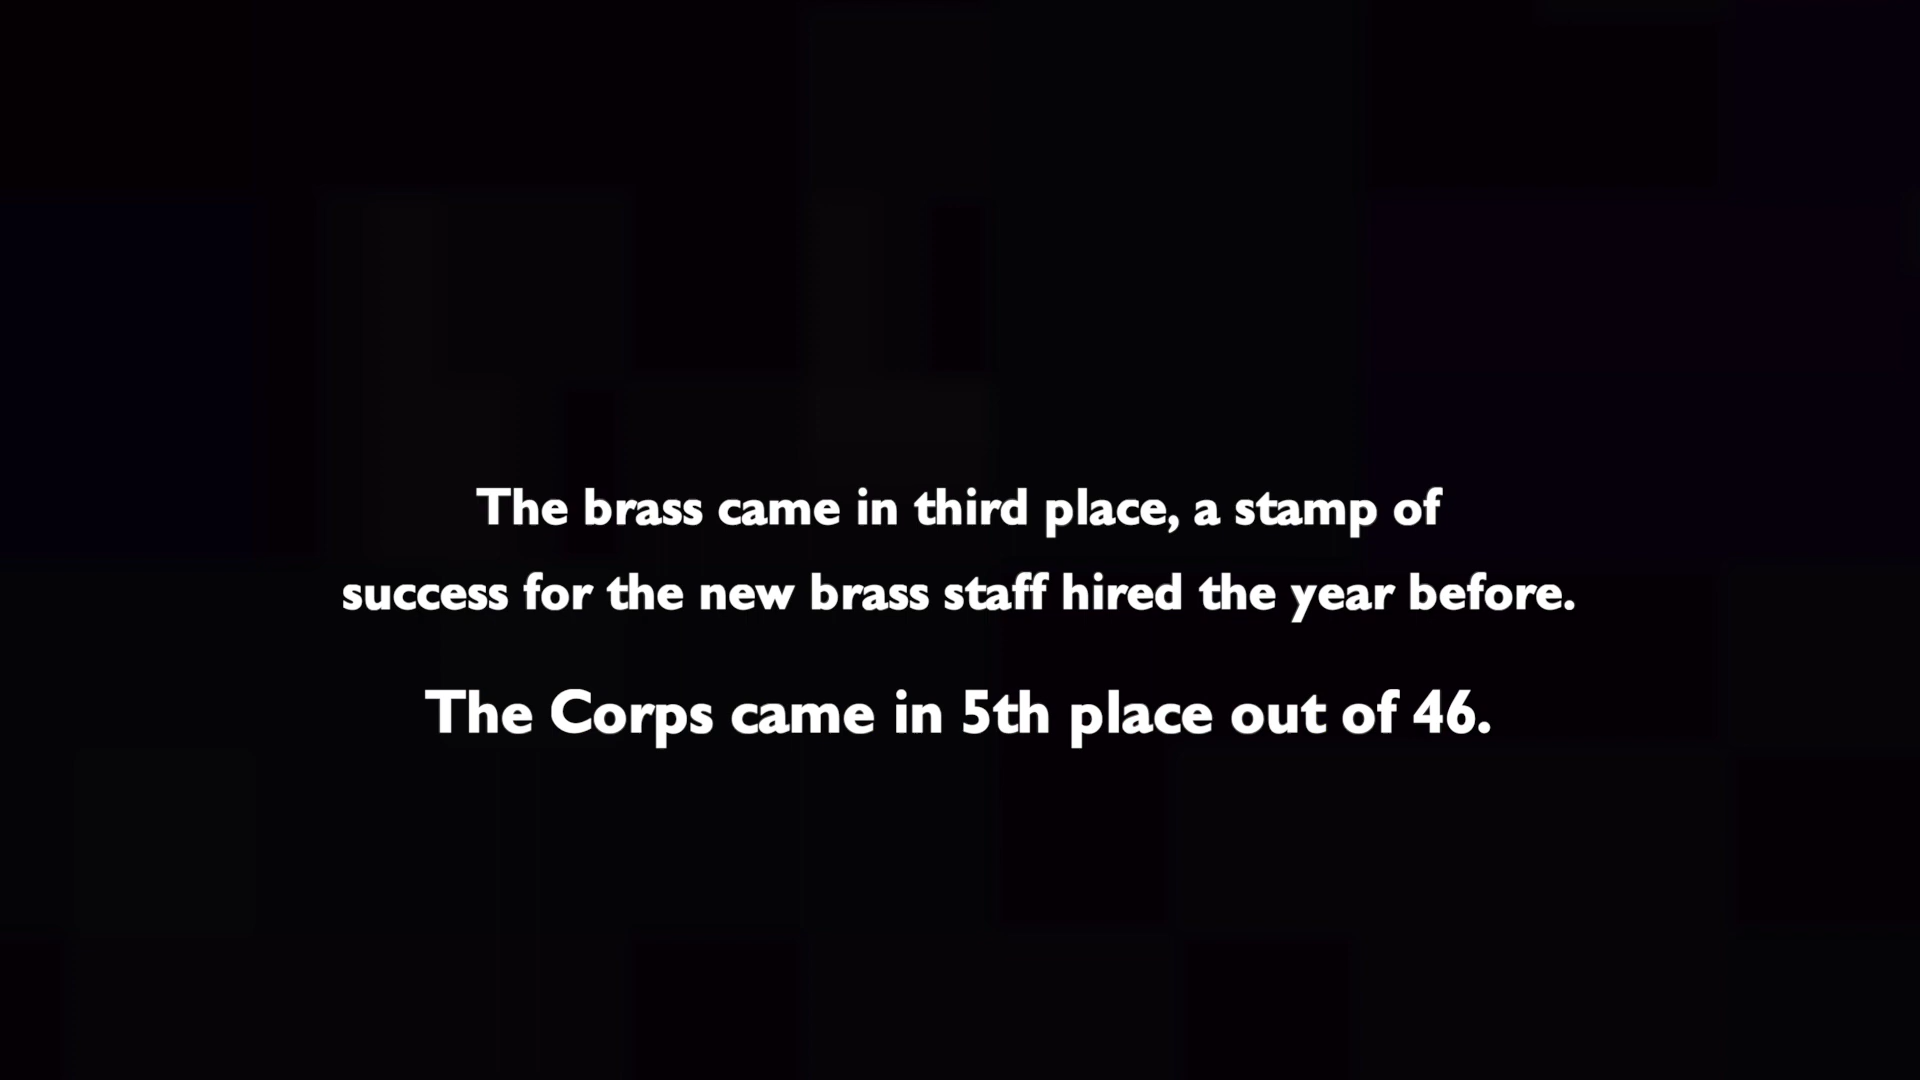 The brass came in third place, a stamp of
success for the new brass staff hired the year before.
The Corps came in 5th place out of 46.